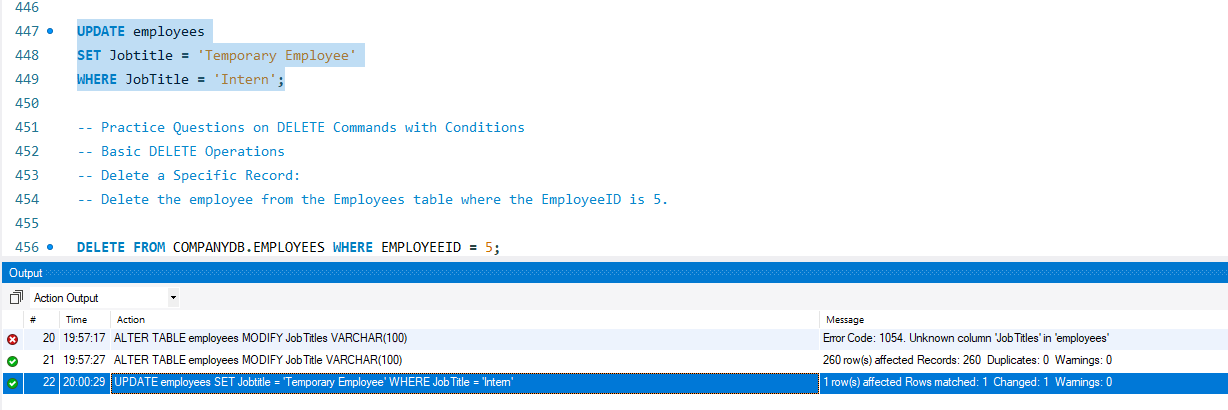 446
447 UPDATE employees
448 SET Jobtitle = 'Temporary Employee'
449 WHERE JobTitle = 'Intern';
450
451 -- Practice Questions on DELETE Commands with Conditions
452 -- Basic DELETE Operations
453 -- Delete a Specific Record:
454 -- Delete the employee from the Employees table where the EmployeeID is 5.
455
456 DELETE FROM COMPANYDB.EMPLOYEES WHERE EMPLOYEEID = 5;
Output
Action Output
# Time Action Message
20 19:57:17 ALTER TABLE employees MODIFY JobTitles VARCHAR(100) Error Code: 1054. Unknown column 'JobTitles' in 'employees'
21 19:57:27 ALTER TABLE employees MODIFY JobTitle VARCHAR(100) 260 row(s) affected Records: 260 Duplicates: 0 Warnings: 0
22 20:00:29 UPDATE employees SET Jobtitle = 'Temporary Employee' WHERE JobTitle = 'Intern' 1 row(s) affected Rows matched: 1 Changed: 1 Warnings: 0